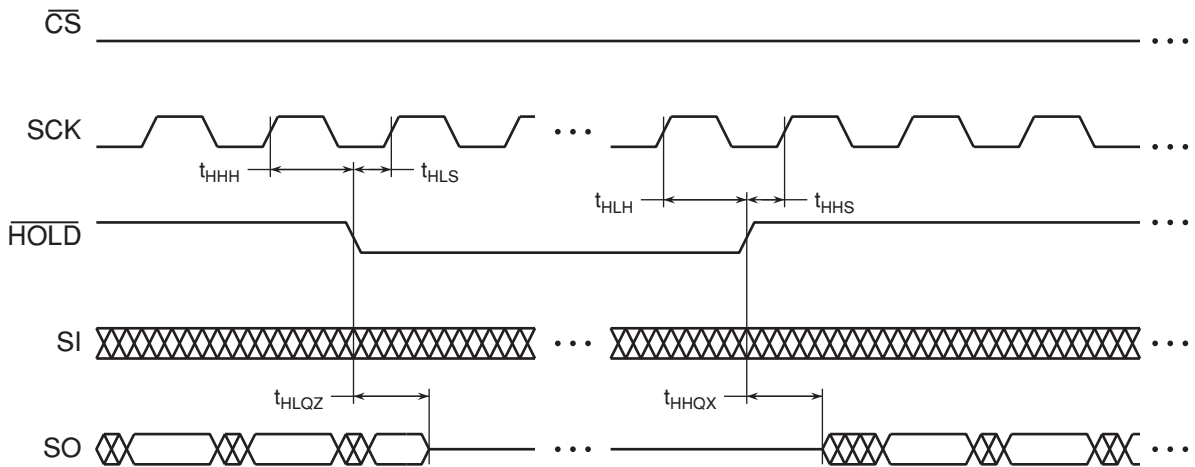 CS
SCK
tHHH
tHLS
tHLH
tHHS
HOLD
SI
tHLQZ
tHHQX
SO